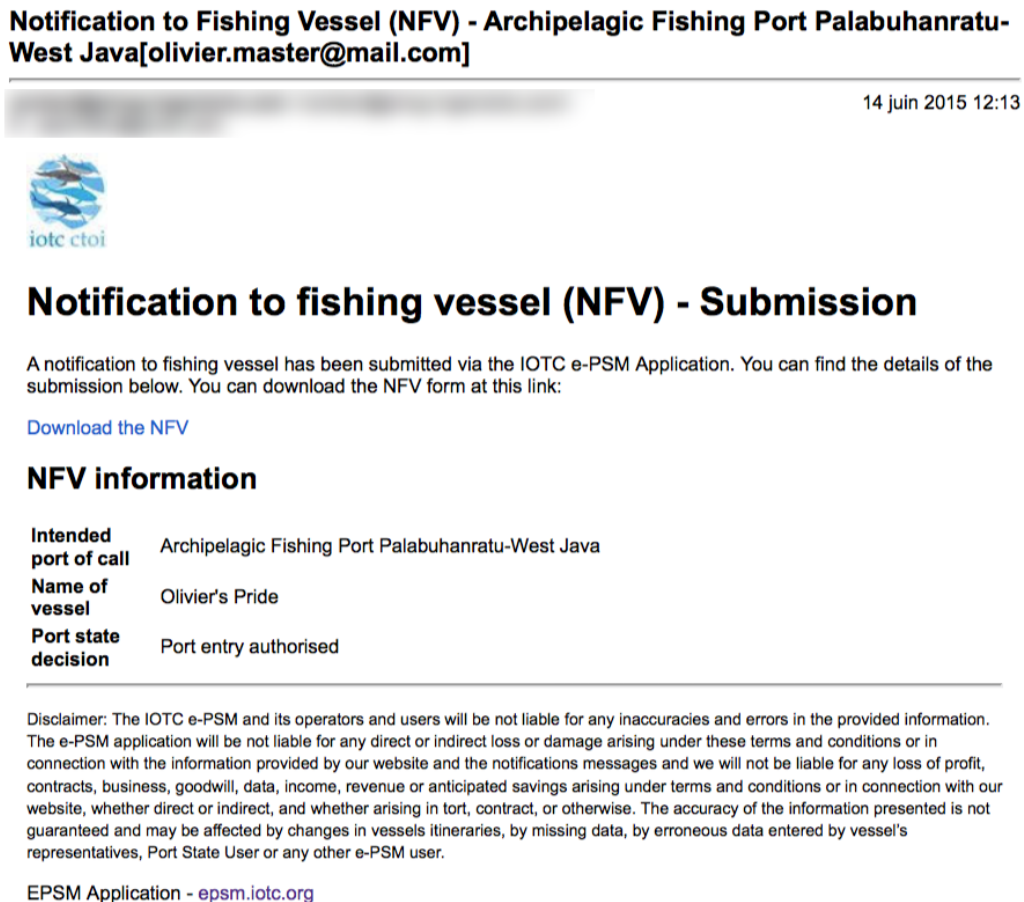 Notification to Fishing Vessel (NFV) - Archipelagic Fishing Port Palabuhanratu-
West Java[olivier.master@mail.com]
14 juin 2015 12:13
iotc ctoi
Notification to fishing vessel (NFV) - Submission
A notification to fishing vessel has been submitted via the IOTC e-PSM Application. You can find the details of the
submission below. You can download the NFV form at this link:
Download the NFV
NFV information
Intended
port of call
Archipelagic Fishing Port Palabuhanratu-West Java
Name of
vessel
Olivier's Pride
Port state
decision
Port entry authorised
Disclaimer: The IOTC e-PSM and its operators and users will be not liable for any inaccuracies and errors in the provided information.
The e-PSM application will be not liable for any direct or indirect loss or damage arising under these terms and conditions or in
connection with the information provided by our website and the notifications messages and we will not be liable for any loss of profit,
contracts, business, goodwill, data, income, revenue or anticipated savings arising under terms and conditions or in connection with our
website, whether direct or indirect, and whether arising in tort, contract, or otherwise. The accuracy of the information presented is not
guaranteed and may be affected by changes in vessels itineraries, by missing data, by erroneous data entered by vessel's
representatives, Port State User or any other e-PSM user.
EPSM Application - epsm.iotc.org